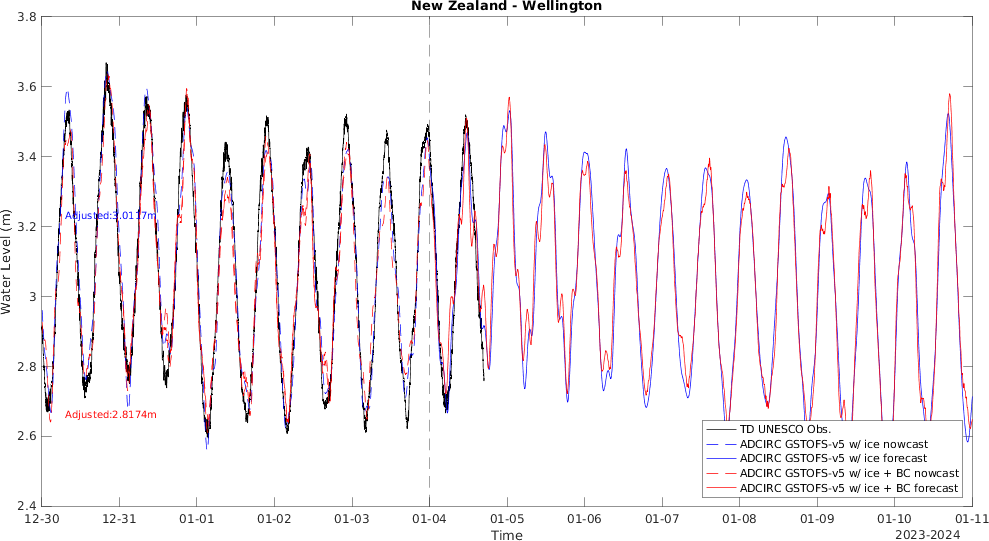 New Zealand - Wellington
3.8
3.6
3.4
3.2
3
2.8
2.6
2.4
Water Level (m)
Adjusted:3.0117m
Adjusted:2.8174m
TD UNESCO Obs.
ADCIRC GSTOFS-v5 w/ ice nowcast
ADCIRC GSTOFS-v5 w/ ice forecast
ADCIRC GSTOFS-v5 w/ ice + BC nowcast
ADCIRC GSTOFS-v5 w/ ice + BC forecast
12-30 12-31 01-01 01-02 01-03 01-04 01-05 01-06 01-07 01-08 01-09 01-10 01-11
Time
2023-2024